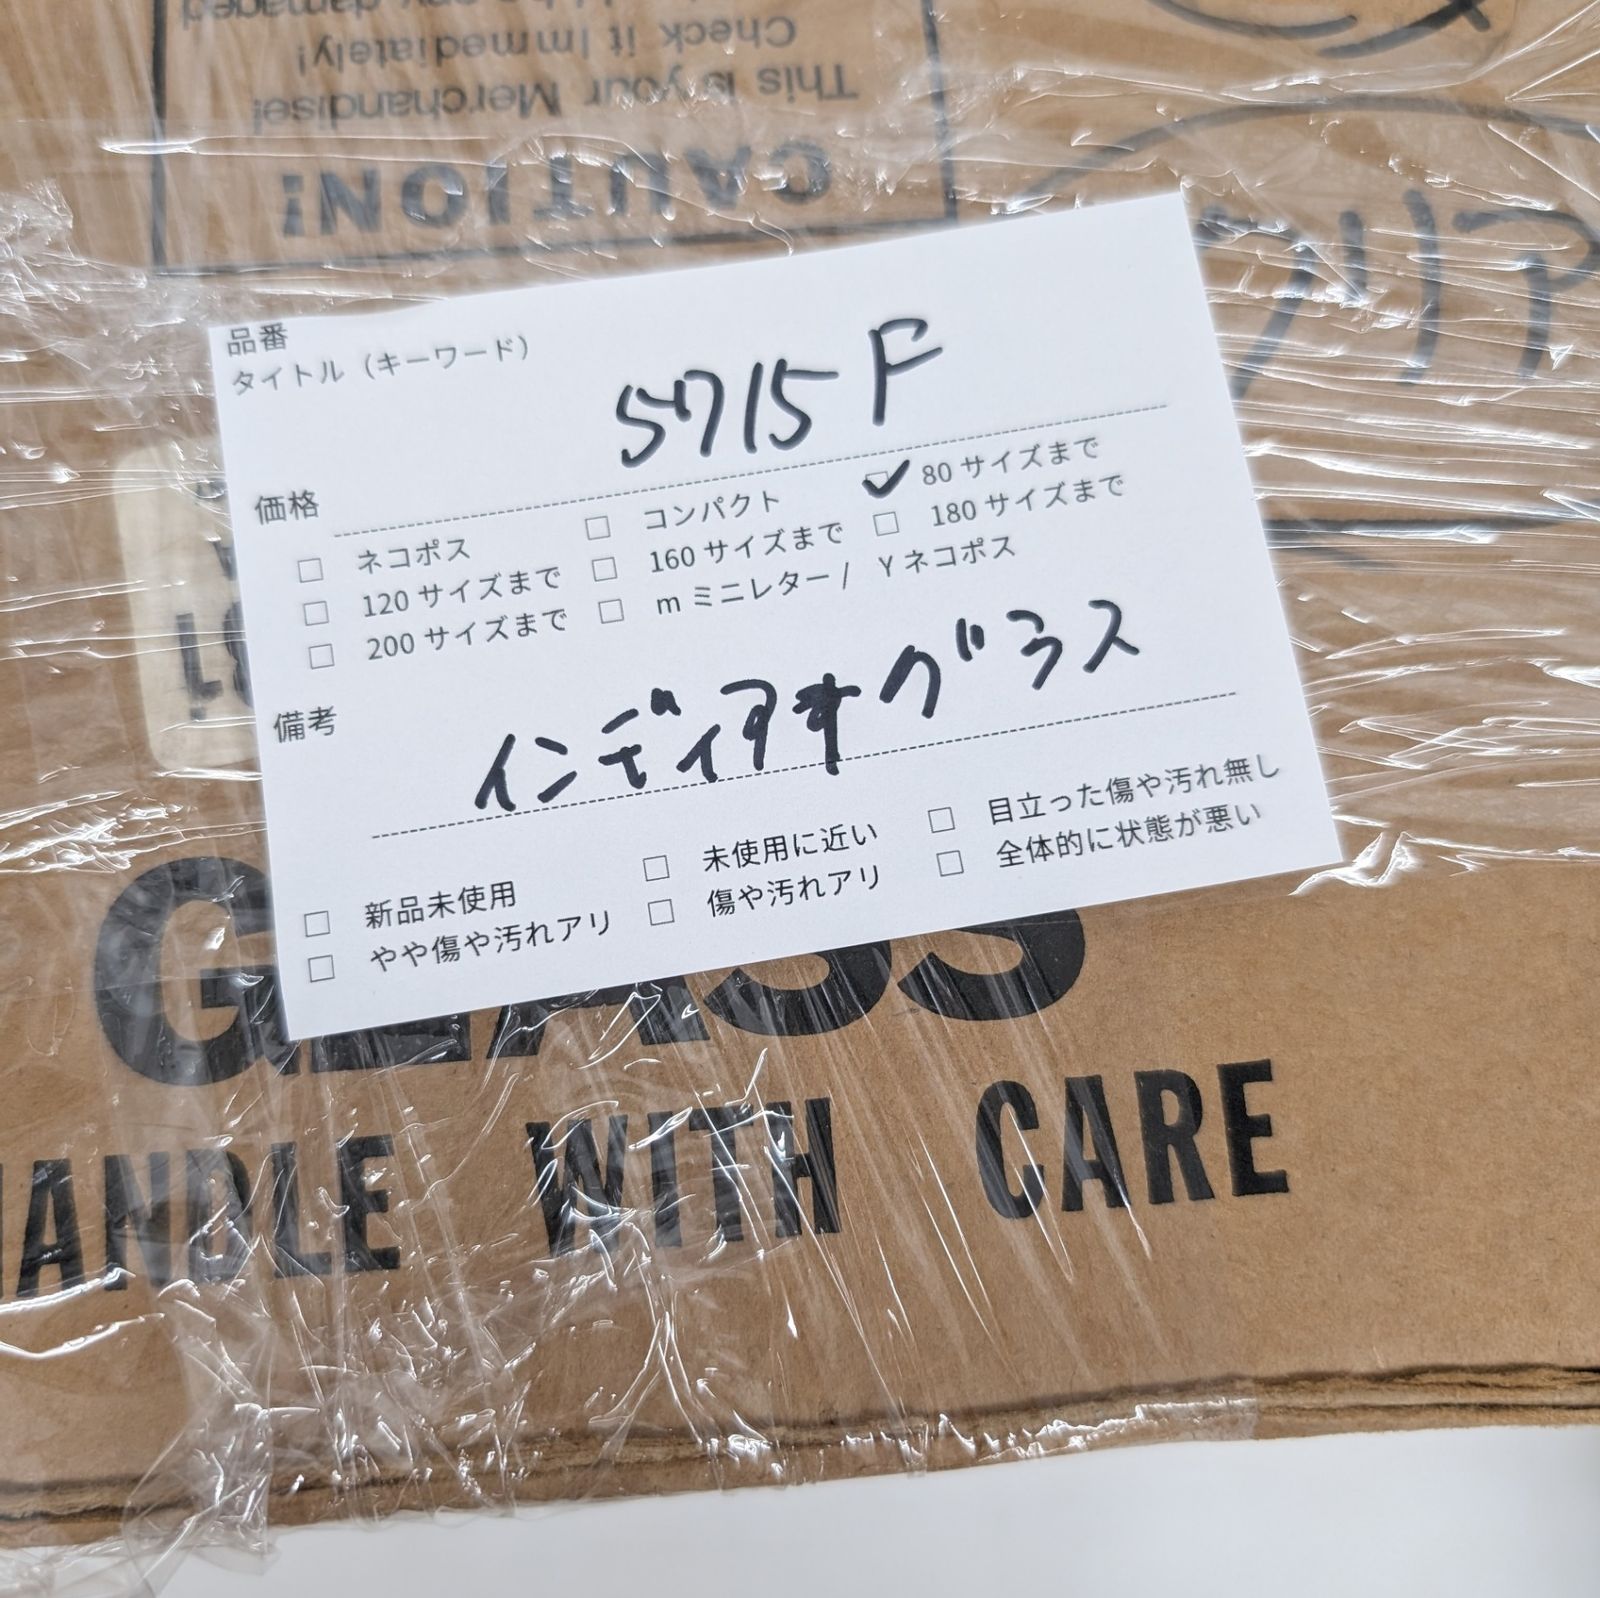 be any damaged
Check it Immediately!
This is your Merchandise!
CAUTION!
クリア
品番
タイトル（キーワード）
5715 F
価格
☐ ネコポス ☐ コンパクト ☑ 80 サイズまで
☐ 120 サイズまで ☐ 160 サイズまで ☐ 180 サイズまで
☐ 200 サイズまで ☐ m ミニレター / Y ネコポス
備考
インディアナグラス
☐ 新品未使用 ☐ 未使用に近い ☐ 目立った傷や汚れ無し
☐ やや傷や汚れアリ ☐ 傷や汚れアリ ☐ 全体的に状態が悪い
GLASS
HANDLE WITH CARE